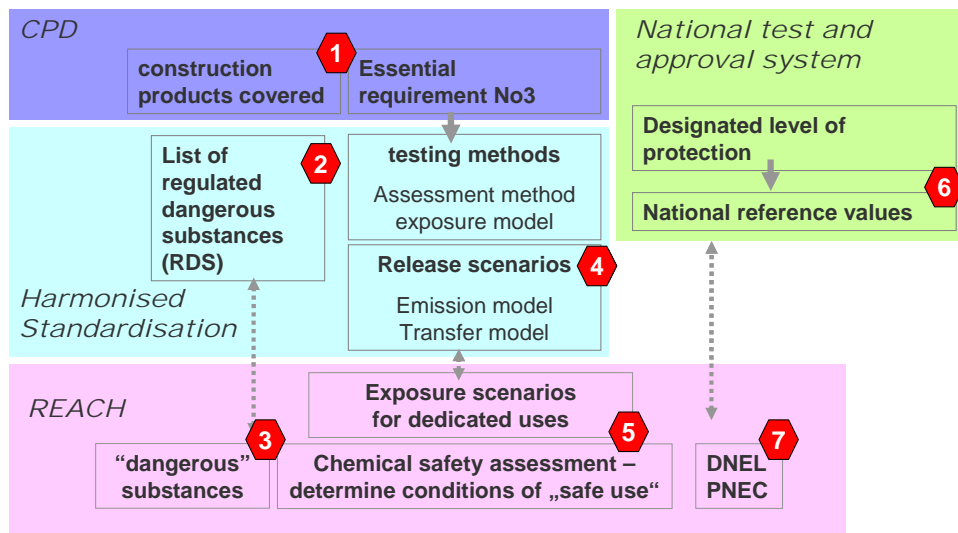 CPD
1
construction
products covered
Essential
requirement No3
National test and
approval system
Designated level of
protection
6
National reference values
2
List of
regulated
dangerous
substances
(RDS)
testing methods
Assessment method
exposure model
Release scenarios
4
Emission model
Transfer model
Harmonised
Standardisation
REACH
Exposure scenarios
for dedicated uses
3
5
7
“dangerous”
substances
Chemical safety assessment –
determine conditions of „safe use“
DNEL
PNEC